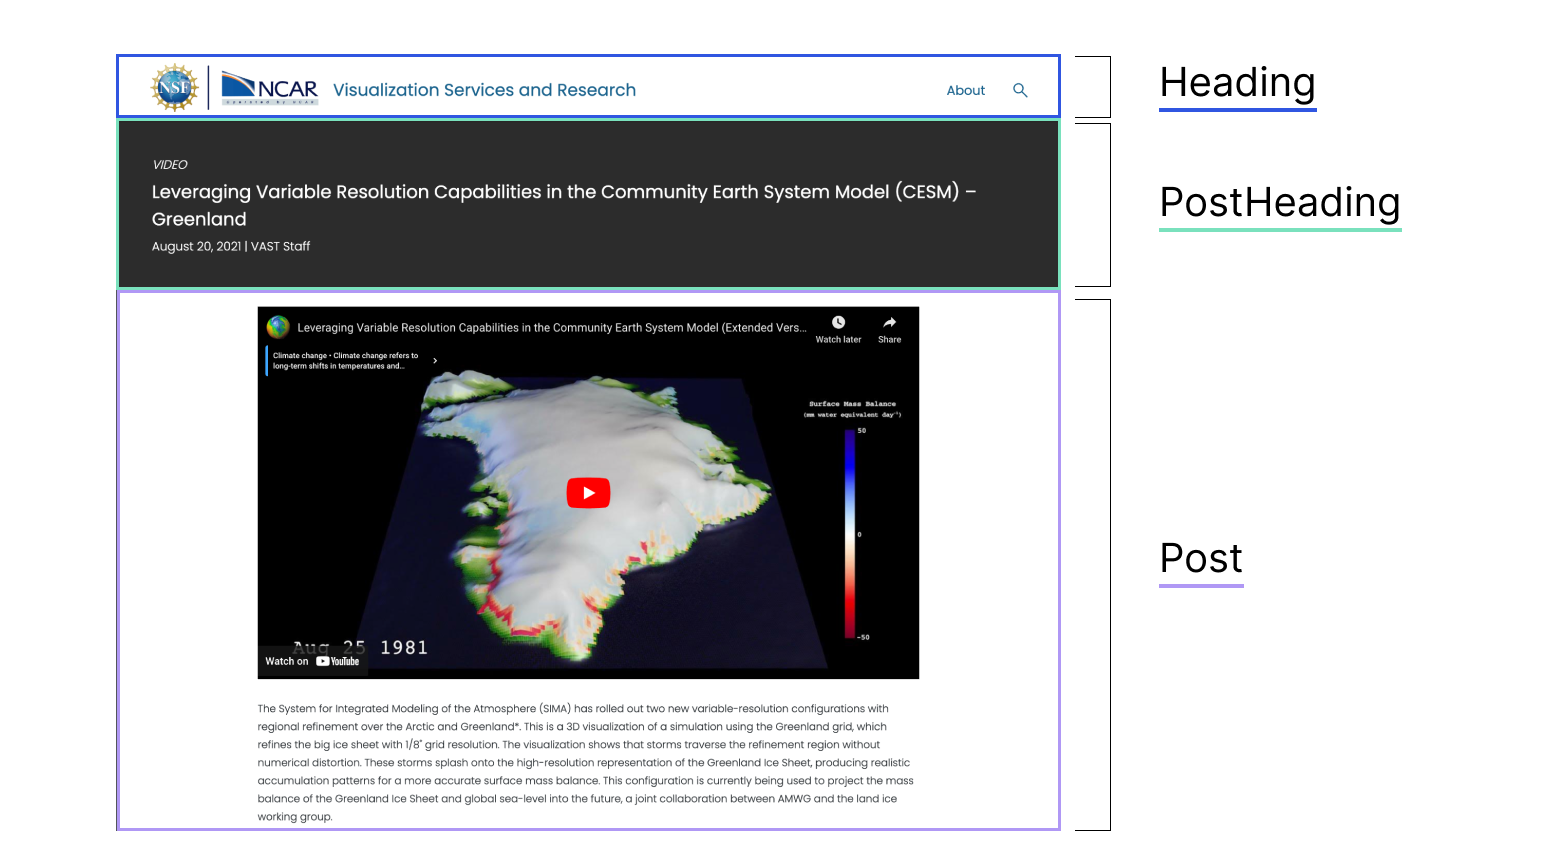 NSF
NCAR
operated by UCAR
Visualization Services and Research
About
Heading
VIDEO
Leveraging Variable Resolution Capabilities in the Community Earth System Model (CESM) –
Greenland
August 20, 2021 | VAST Staff
PostHeading
Leveraging Variable Resolution Capabilities in the Community Earth System Model (Extended Vers...
Watch later
Share
Climate change • Climate change refers to
long-term shifts in temperatures and...
Surface Mass Balance
(mm water equivalent day⁻¹)
50
0
-50
Aug 25 1981
Watch on YouTube
Post
The System for Integrated Modeling of the Atmosphere (SIMA) has rolled out two new variable-resolution configurations with
regional refinement over the Arctic and Greenland*. This is a 3D visualization of a simulation using the Greenland grid, which
refines the big ice sheet with 1/8° grid resolution. The visualization shows that storms traverse the refinement region without
numerical distortion. These storms splash onto the high-resolution representation of the Greenland Ice Sheet, producing realistic
accumulation patterns for a more accurate surface mass balance. This configuration is currently being used to project the mass
balance of the Greenland Ice Sheet and global sea-level into the future, a joint collaboration between AMWG and the land ice
working group.